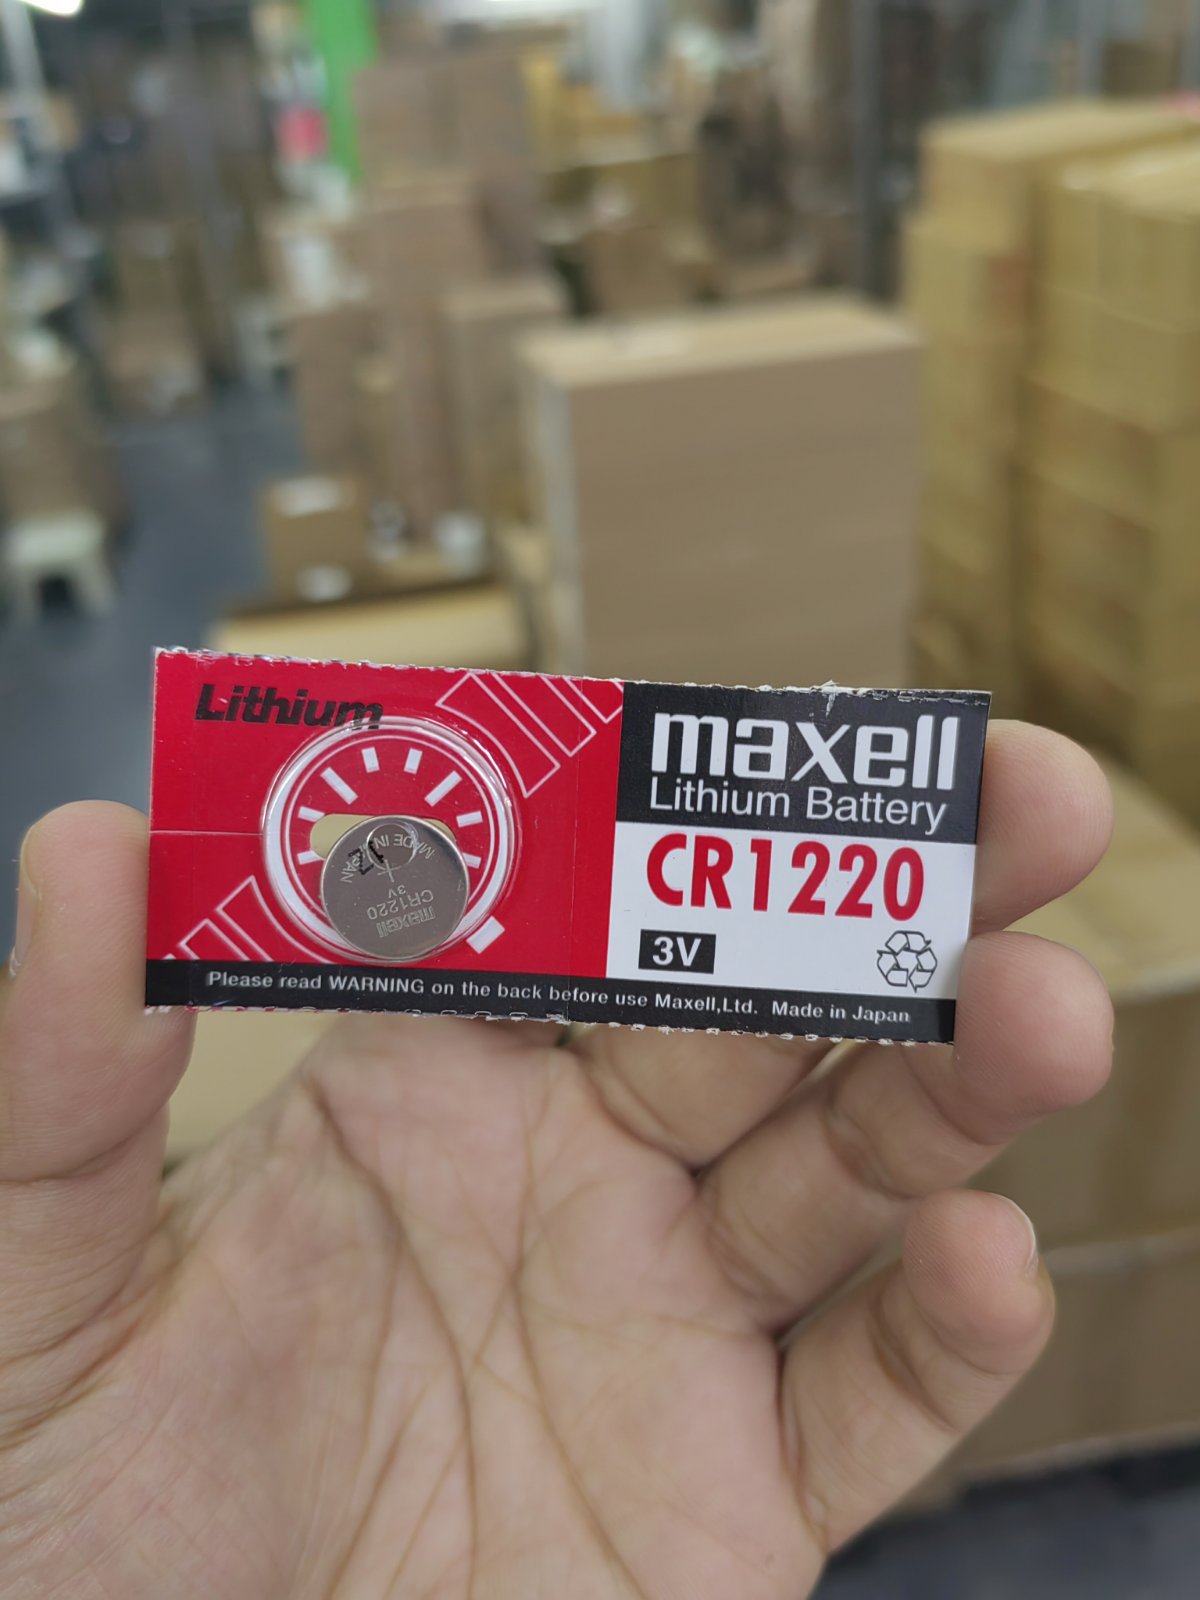 Lithium
maxell
Lithium Battery
CR1220
3V
MADE IN JAPAN
3V
CR1220
maxell
Please read WARNING on the back before use Maxell,Ltd. Made in Japan